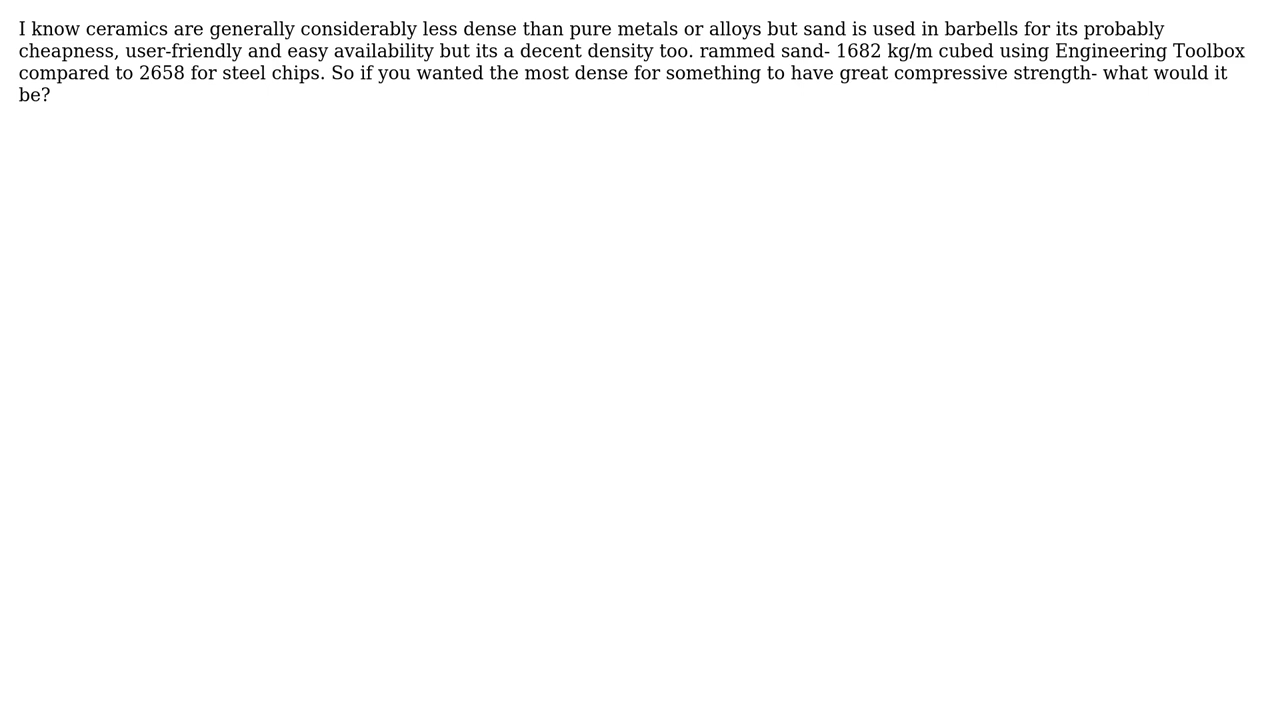 I know ceramics are generally considerably less dense than pure metals or alloys but sand is used in barbells for its probably
cheapness, user-friendly and easy availability but its a decent density too. rammed sand- 1682 kg/m cubed using Engineering Toolbox
compared to 2658 for steel chips. So if you wanted the most dense for something to have great compressive strength- what would it
be?